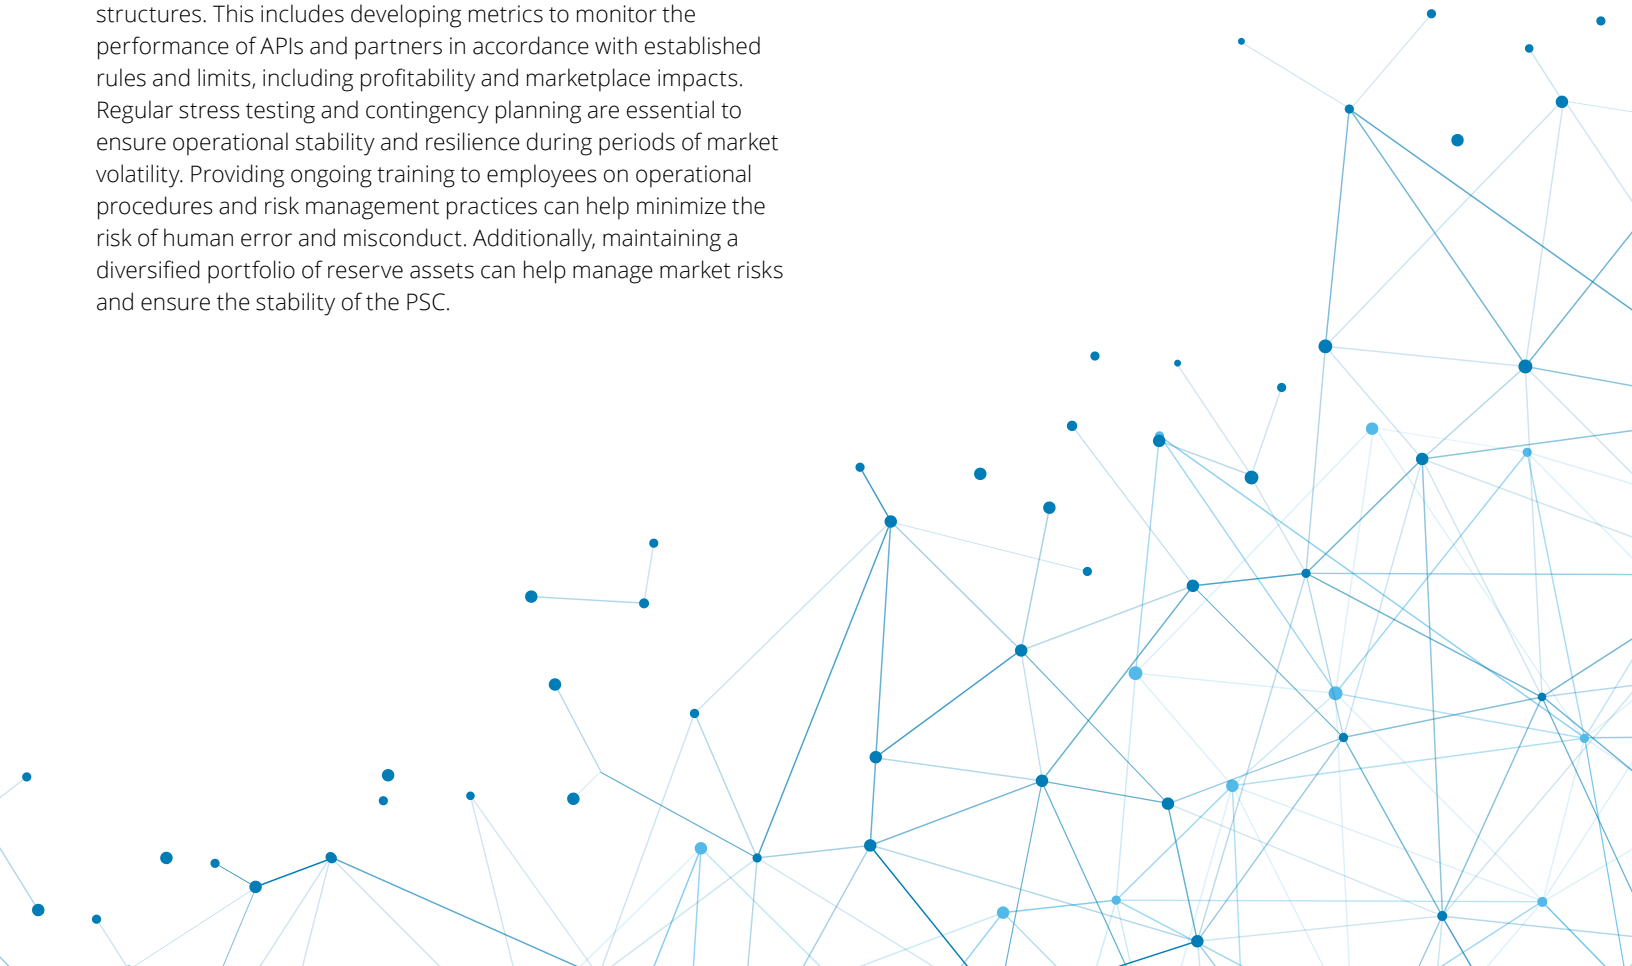 structures. This includes developing metrics to monitor the
performance of APIs and partners in accordance with established
rules and limits, including profitability and marketplace impacts.
Regular stress testing and contingency planning are essential to
ensure operational stability and resilience during periods of market
volatility. Providing ongoing training to employees on operational
procedures and risk management practices can help minimize the
risk of human error and misconduct. Additionally, maintaining a
diversified portfolio of reserve assets can help manage market risks
and ensure the stability of the PSC.